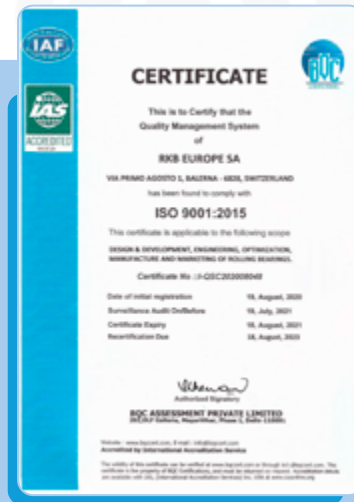 IAF
BQC
IAS
ACCREDITED
CERTIFICATE
This is to Certify that the
Quality Management System
of
RKB EUROPE SA
VIA PRIMO AGOSTO 1, BALERNA - 6828, SWITZERLAND
has been found to comply with
ISO 9001:2015
This certificate is applicable to the following scope
DESIGN & DEVELOPMENT, ENGINEERING, OPTIMIZATION,
MANUFACTURE AND MARKETING OF ROLLING BEARINGS.
Certificate No :
Date of initial registration 19, August, 2020
Surveillance Audit On/Before 19, July, 2021
Certificate Expiry 18, August, 2021
Recertification Due 18, August, 2023
Authorised Signatory
BQC ASSESSMENT PRIVATE LIMITED
Accredited by International Accreditation Service